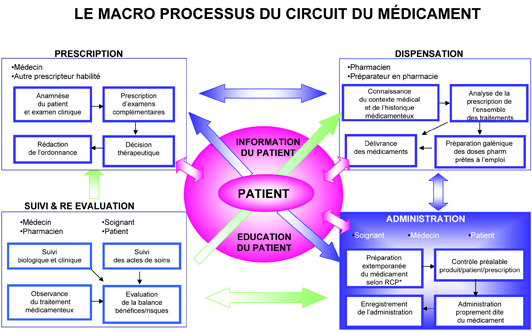 LE MACRO PROCESSUS DU CIRCUIT DU MÉDICAMENT
PRESCRIPTION
•Médecin
•Autre prescripteur habilité
Anamnèse
du patient
et examen clinique
Prescription
d'examens
complémentaires
Rédaction
de l'ordonnance
Décision
thérapeutique
DISPENSATION
•Pharmacien
•Préparateur en pharmacie
Connaissance
du contexte médical
et de l'historique
médicamenteux
Analyse de la
prescription de
l'ensemble
des traitements
Délivrance
des médicaments
Préparation galénique
des doses pharm
prêtes à l'emploi
INFORMATION
DU PATIENT
PATIENT
EDUCATION
DU PATIENT
SUIVI & RE EVALUATION
•Médecin
•Soignant
•Pharmacien
•Patient
Suivi
biologique et clinique
Suivi
des actes de soins
Observance
du traitement
médicamenteux
Evaluation
de la balance
bénéfices/risques
ADMINISTRATION
•Soignant
•Médecin
•Patient
Préparation
extemporanée
du médicament
selon RCP*
Contrôle préalable
produit/patient/prescription
Enregistrement
de l'administration
Administration
proprement dite
du médicament